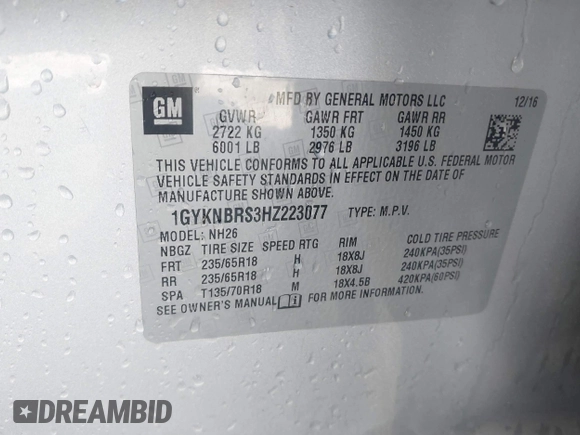 GM
MFD BY GENERAL MOTORS LLC 12/16
GVWR GAWR FRT GAWR RR
2722 KG 1350 KG 1450 KG
6001 LB 2976 LB 3196 LB
THIS VEHICLE CONFORMS TO ALL APPLICABLE U.S. FEDERAL MOTOR
VEHICLE SAFETY STANDARDS IN EFFECT ON THE DATE OF
MANUFACTURE SHOWN ABOVE.
1GYKNBRS3HZ223077 TYPE: M.P.V.
MODEL: NH26
NBGZ TIRE SIZE SPEED RTG RIM COLD TIRE PRESSURE
FRT 235/65R18 H 18X8J 240KPA(35PSI)
RR 235/65R18 H 18X8J 240KPA(35PSI)
SPA T135/70R18 M 18X4.5B 420KPA(60PSI)
SEE OWNER'S MANUAL FOR MORE INFORMATION.
DREAMBID